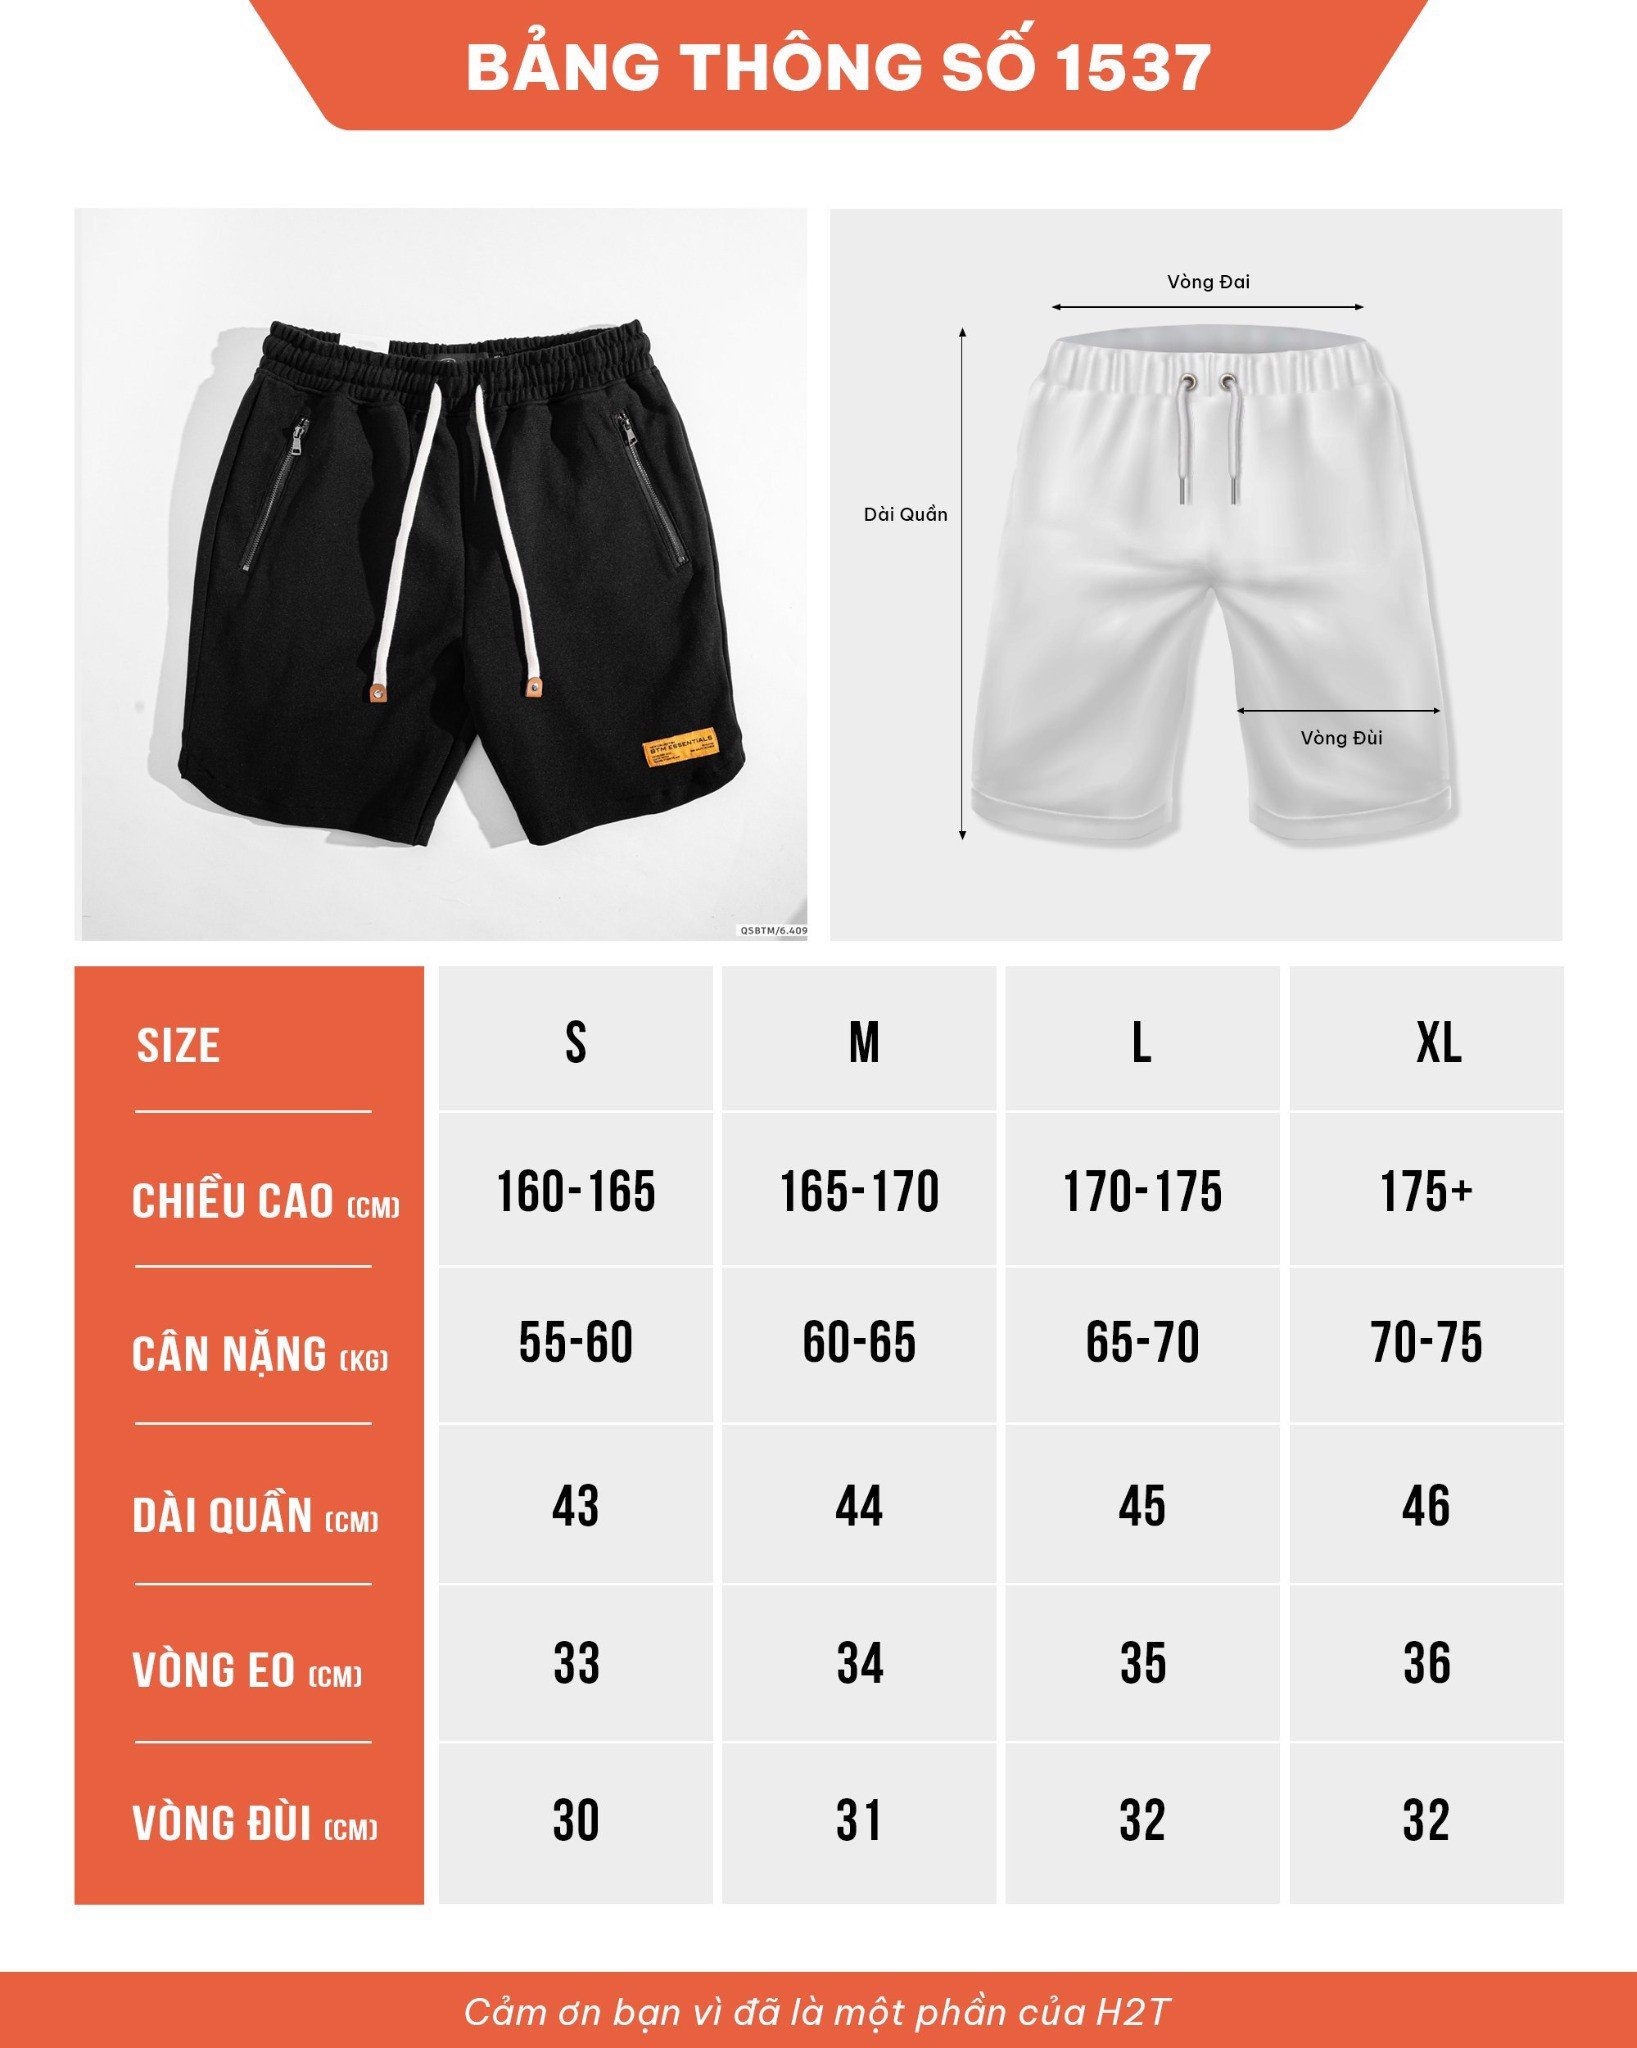 BẢNG THÔNG SỐ 1537
Vòng Đai
Dài Quần
Vòng Đùi
BTM ESSENTIALS
QSBTM/6.409
SIZE S M L XL
CHIỀU CAO (CM) 160-165 165-170 170-175 175+
CÂN NẶNG (KG) 55-60 60-65 65-70 70-75
DÀI QUẦN (CM) 43 44 45 46
VÒNG EO (CM) 33 34 35 36
VÒNG ĐÙI (CM) 30 31 32 32
Cảm ơn bạn vì đã là một phần của H2T